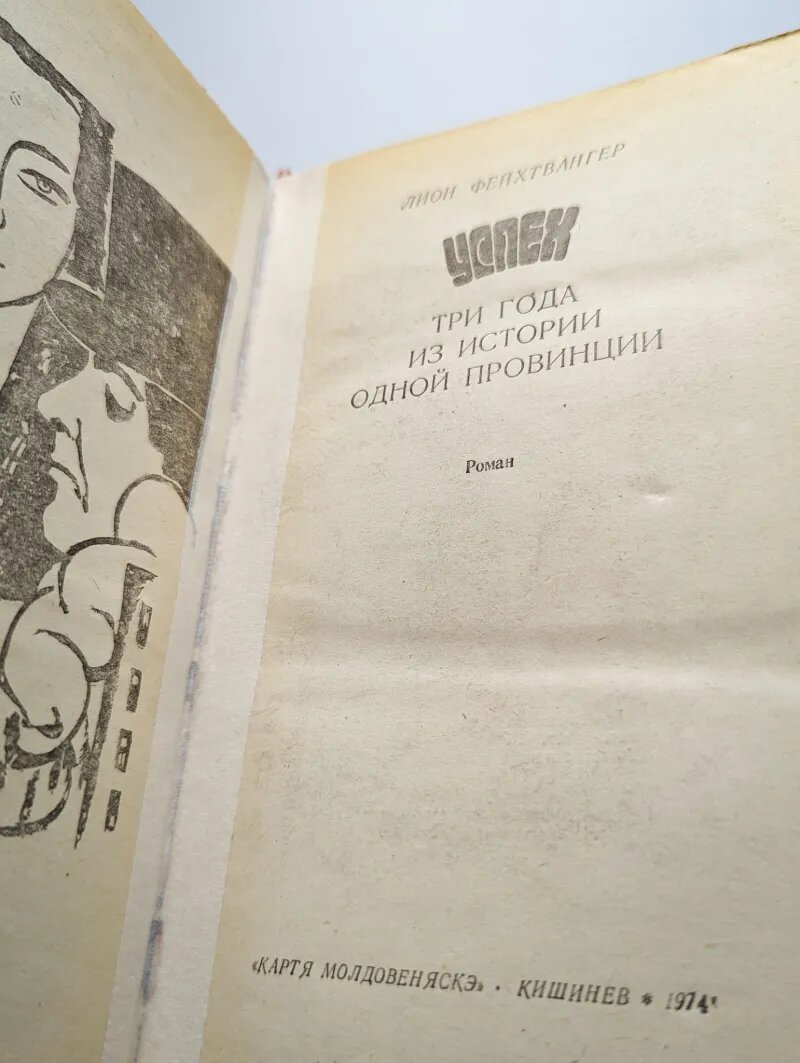 ЛИОН ФЕЙХТВАНГЕР
УСПЕХ
ТРИ ГОДА
ИЗ ИСТОРИИ
ОДНОЙ ПРОВИНЦИИ
Роман
«КАРТЯ МОЛДОВЕНЯСКЭ» · КИШИНЕВ * 1974